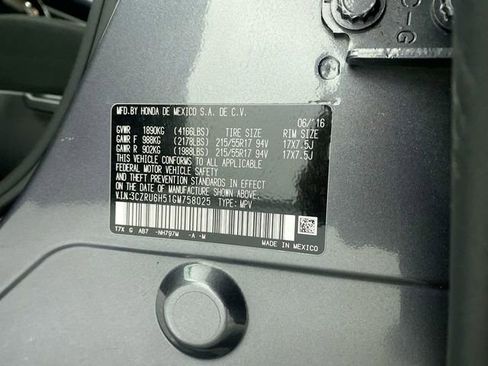 C-G
MFD.BY HONDA DE MEXICO S.A. DE C.V.
06/'16
GVWR 1890KG (4166LBS) TIRE SIZE RIM SIZE
GAWR F 988KG (2178LBS) 215/55R17 94V 17X7.5J
GAWR R 902KG (1988LBS) 215/55R17 94V 17X7.5J
THIS VEHICLE CONFORMS TO ALL APPLICABLE
FEDERAL MOTOR VEHICLE SAFETY AND
THEFT PREVENTION STANDARDS IN EFFECT
ON THE DATE OF MANUFACTURE SHOWN ABOVE.
V.I.N:3CZRU6H51GM758025 TYPE: MPV
T7X G AB7 -NH797M -A -M
MADE IN MEXICO